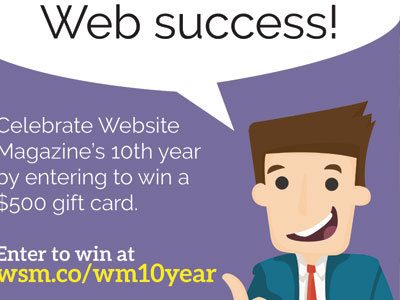 Web success!
Celebrate Website
Magazine's 10th year
by entering to win a
$500 gift card.
Enter to win at
wsm.co/wm10year